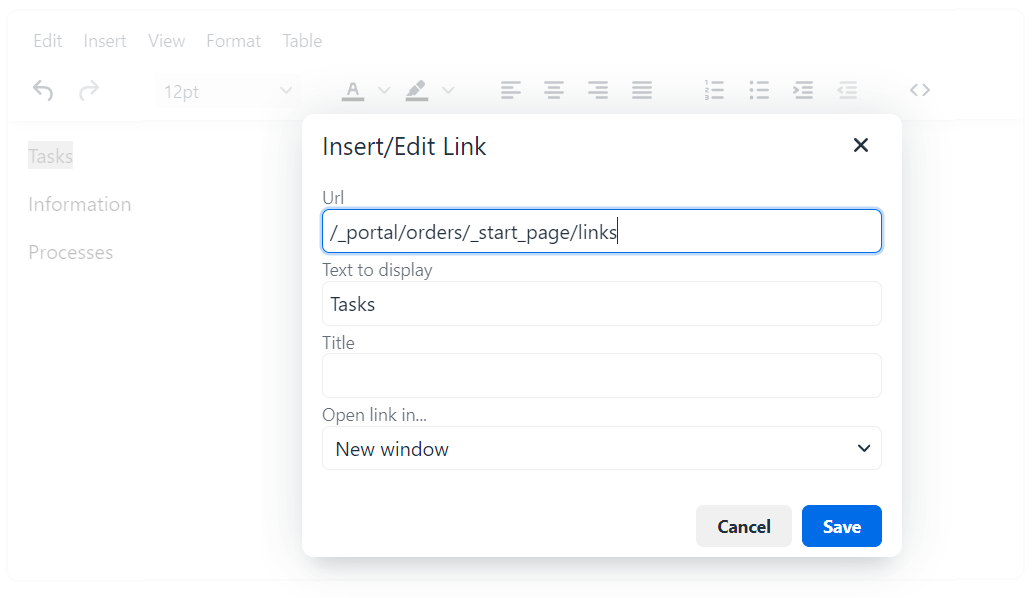 Edit Insert View Format Table
12pt A
Tasks
Information
Processes
Insert/Edit Link
Url
/_portal/orders/_start_page/links
Text to display
Tasks
Title
Open link in...
New window
Cancel Save